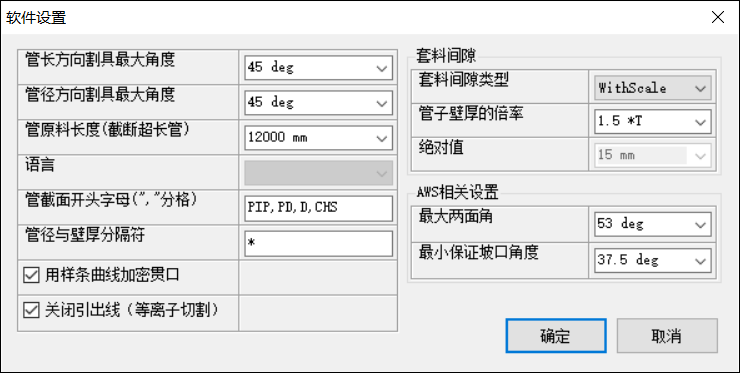 软件设置
管长方向割具最大角度
45 deg
管径方向割具最大角度
45 deg
管原料长度(截断超长管)
12000 mm
语言
管截面开头字母(","分格)
PIP,PD,D,CHS
管径与壁厚分隔符
*
用样条曲线加密贯口
关闭引出线（等离子切割）
套料间隙
套料间隙类型
WithScale
管子壁厚的倍率
1.5 *T
绝对值
15 mm
AWS相关设置
最大两面角
53 deg
最小保证坡口角度
37.5 deg
确定
取消